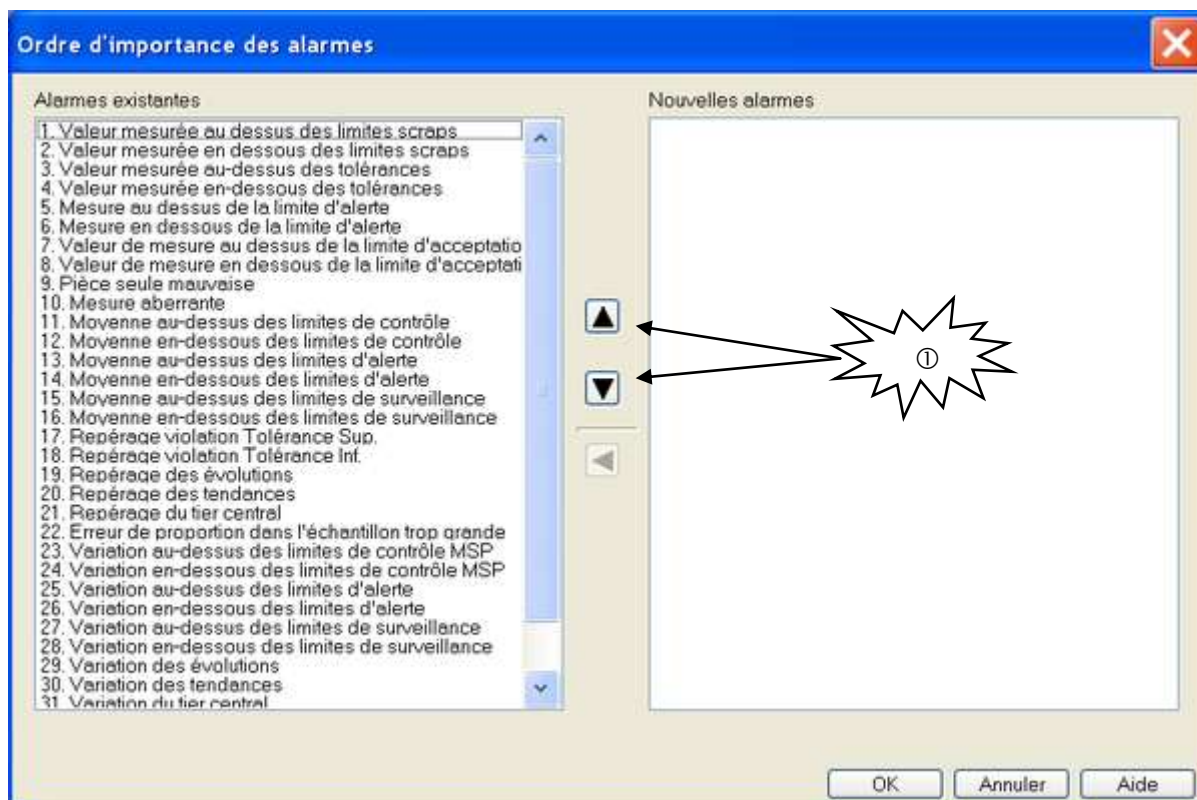 Ordre d'importance des alarmes
Alarmes existantes
Nouvelles alarmes
1. Valeur mesurée au dessus des limites scraps
2. Valeur mesurée en dessous des limites scraps
3. Valeur mesurée au-dessus des tolérances
4. Valeur mesurée en-dessous des tolérances
5. Mesure au dessus de la limite d'alerte
6. Mesure en dessous de la limite d'alerte
7. Valeur de mesure au dessus de la limite d'acceptatio
8. Valeur de mesure en dessous de la limite d'acceptati
9. Pièce seule mauvaise
10. Mesure aberrante
11. Moyenne au-dessus des limites de contrôle
12. Moyenne en-dessous des limites de contrôle
13. Moyenne au-dessus des limites d'alerte
14. Moyenne en-dessous des limites d'alerte
15. Moyenne au-dessus des limites de surveillance
16. Moyenne en-dessous des limites de surveillance
17. Repérage violation Tolérance Sup.
18. Repérage violation Tolérance Inf.
19. Repérage des évolutions
20. Repérage des tendances
21. Repérage du tier central
22. Erreur de proportion dans l'échantillon trop grande
23. Variation au-dessus des limites de contrôle MSP
24. Variation en-dessous des limites de contrôle MSP
25. Variation au-dessus des limites d'alerte
26. Variation en-dessous des limites d'alerte
27. Variation au-dessus des limites de surveillance
28. Variation en-dessous des limites de surveillance
29. Variation des évolutions
30. Variation des tendances
31. Variation du tier central
①
OK
Annuler
Aide